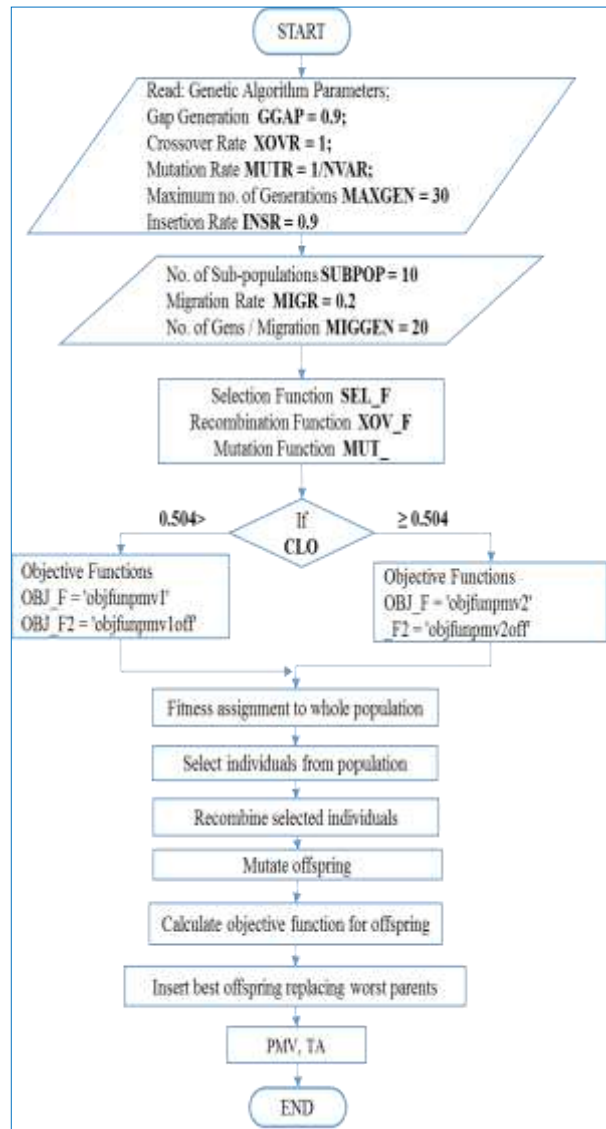 START
Read: Genetic Algorithm Parameters;
Gap Generation GGAP = 0.9;
Crossover Rate XOVR = 1;
Mutation Rate MUTR = 1/NVAR;
Maximum no. of Generations MAXGEN = 30
Insertion Rate INSR = 0.9
No. of Sub-populations SUBPOP = 10
Migration Rate MIGR = 0.2
No. of Gens / Migration MIGGEN = 20
Selection Function SEL_F
Recombination Function XOV_F
Mutation Function MUT_
0.504>
If
CLO
≥ 0.504
Objective Functions
OBJ_F = 'objfunpmv1'
OBJ_F2 = 'objfunpmv1off'
Objective Functions
OBJ_F = 'objfunpmv2'
_F2 = 'objfunpmv2off'
Fitness assignment to whole population
Select individuals from population
Recombine selected individuals
Mutate offspring
Calculate objective function for offspring
Insert best offspring replacing worst parents
PMV, TA
END